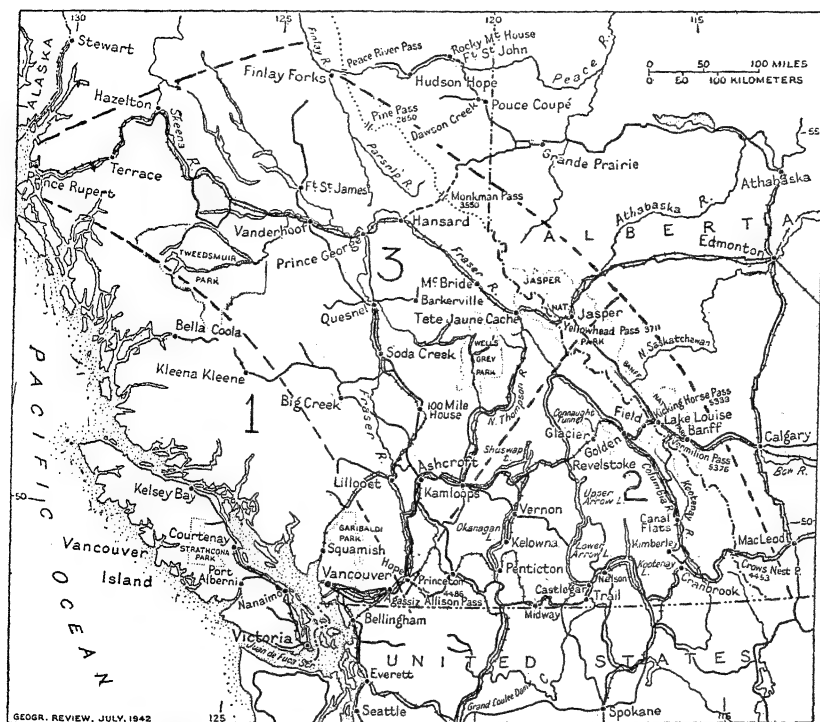 130
125
120
115
Stewart
ALASKA
Hazelton
Skeena R.
Terrace
nce Rupert
Finlay R.
Peace River Pass
Rocky Mt House
Ft St John
Finlay Forks
Hudson Hope
Peace R.
Pine Pass
2850
Dawson Creek
Pouce Coupé
Parsnip R.
50 0 50 100 MILES
50 0 50 100 KILOMETERS
55
Grande Prairie
Athabaska
Athabaska R.
Ft St James
Monkman Pass
3550
Vanderhoof
Hansard
ALBERTA
Edmonton
Prince George
TWEEDSMUIR
PARK
3
Fraser R.
McBride
JASPER
NAT.
PARK
Jasper
Quesnel
Barkerville
Tete Jaune Cache
Yellowhead Pass 3711
Bella Coola
Soda Creek
WELLS
GREY
PARK
N. Saskatchewan
BANFF
NAT.
Kleena Kleene
Big Creek
100 Mile
House
N. Thompson R.
Connaught
Tunnel
Field
Kicking Horse Pass
5339
Lake Louise
Banff
Glacier
Golden
Vermilion Pass
5376
Calgary
Bow R.
1
Fraser R.
Shuswap
L.
Revelstoke
PACIFIC OCEAN
50
Lillooet
Ashcroft
Kamloops
2
Columbia R.
Kootenay R.
Kelsey Bay
Upper
Arrow L.
50
Vernon
Okanagan
L.
Canal
Flats
Courtenay
STRATHCONA
PARK
GARIBALDI
PARK
Squamish
Kelowna
Lower
Arrow L.
Kimberley
MacLeod
Vancouver
Island
Port
Alberni
Vancouver
Hope
Princeton
Penticton
Kootenay
L.
Crows Nest P.
4453
Nanaimo
Agassiz
4486
Allison Pass
Castlegar
Nelson
Trail
Cranbrook
Midway
Victoria
Bellingham
Juan de Fuca Str.
UNITED STATES
Everett
Grand Coulee Dam
Seattle
Spokane
GEOGR. REVIEW, JULY, 1942
125
115